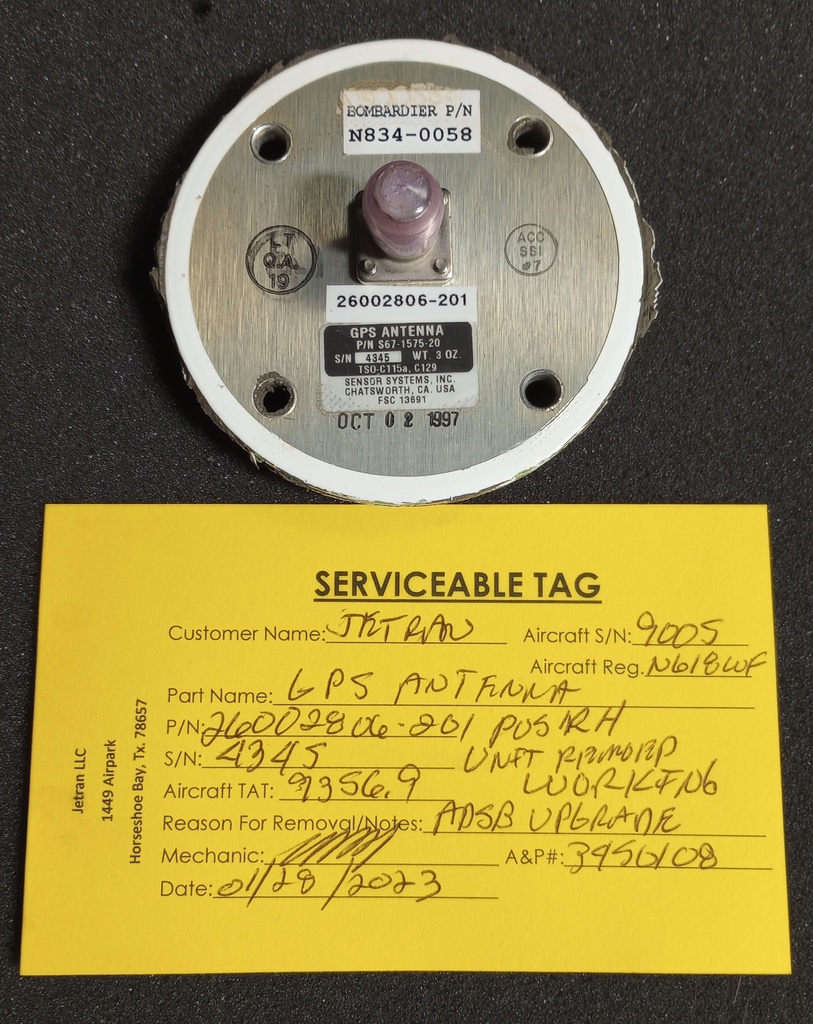 BOMBARDIER P/N
N834-0058
LT
Q.A.
19
ACC
SSI
#7
26002806-201
GPS ANTENNA
P/N S67-1575-20
S/N 4345 WT. 3 OZ.
TSO-C115a, C129
SENSOR SYSTEMS, INC.
CHATSWORTH, CA. USA
FSC 13691
OCT 02 1997
SERVICEABLE TAG
Customer Name: JETRAN Aircraft S/N: 9005
Aircraft Reg. N618WF
Part Name: GPS ANTENNA
P/N: 26002806-201 POS RH
S/N: 4345 UNIT REMOVED
Aircraft TAT: 9356.9 WORKING
Reason For Removal/Notes: ADSB UPGRADE
Mechanic: A&P#: 3456108
Date: 01/28/2023
Jetran LLC
1449 Airpark
Horseshoe Bay, Tx. 78657